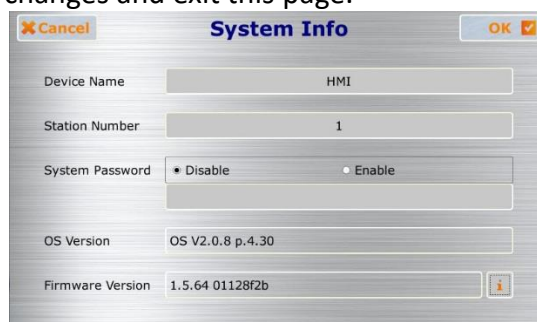 changes and exit this page.
Cancel System Info OK
Device Name HMI
Station Number 1
System Password Disable Enable
OS Version OS V2.0.8 p.4.30
Firmware Version 1.5.64 01128f2b i